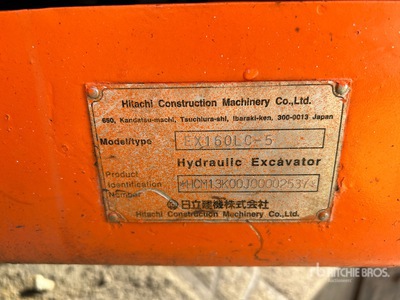 Hitachi Construction Machinery Co.,Ltd.
650, Kandatsu-machi, Tsuchiura-shi, Ibaraki-ken, 300-0013 Japan
Model/type EX160LC-5
Hydraulic Excavator
Product Identification Number *HCM13K00J00002537*
日立建機株式会社
Hitachi Construction Machinery Co.,Ltd.
RITCHIE BROS.